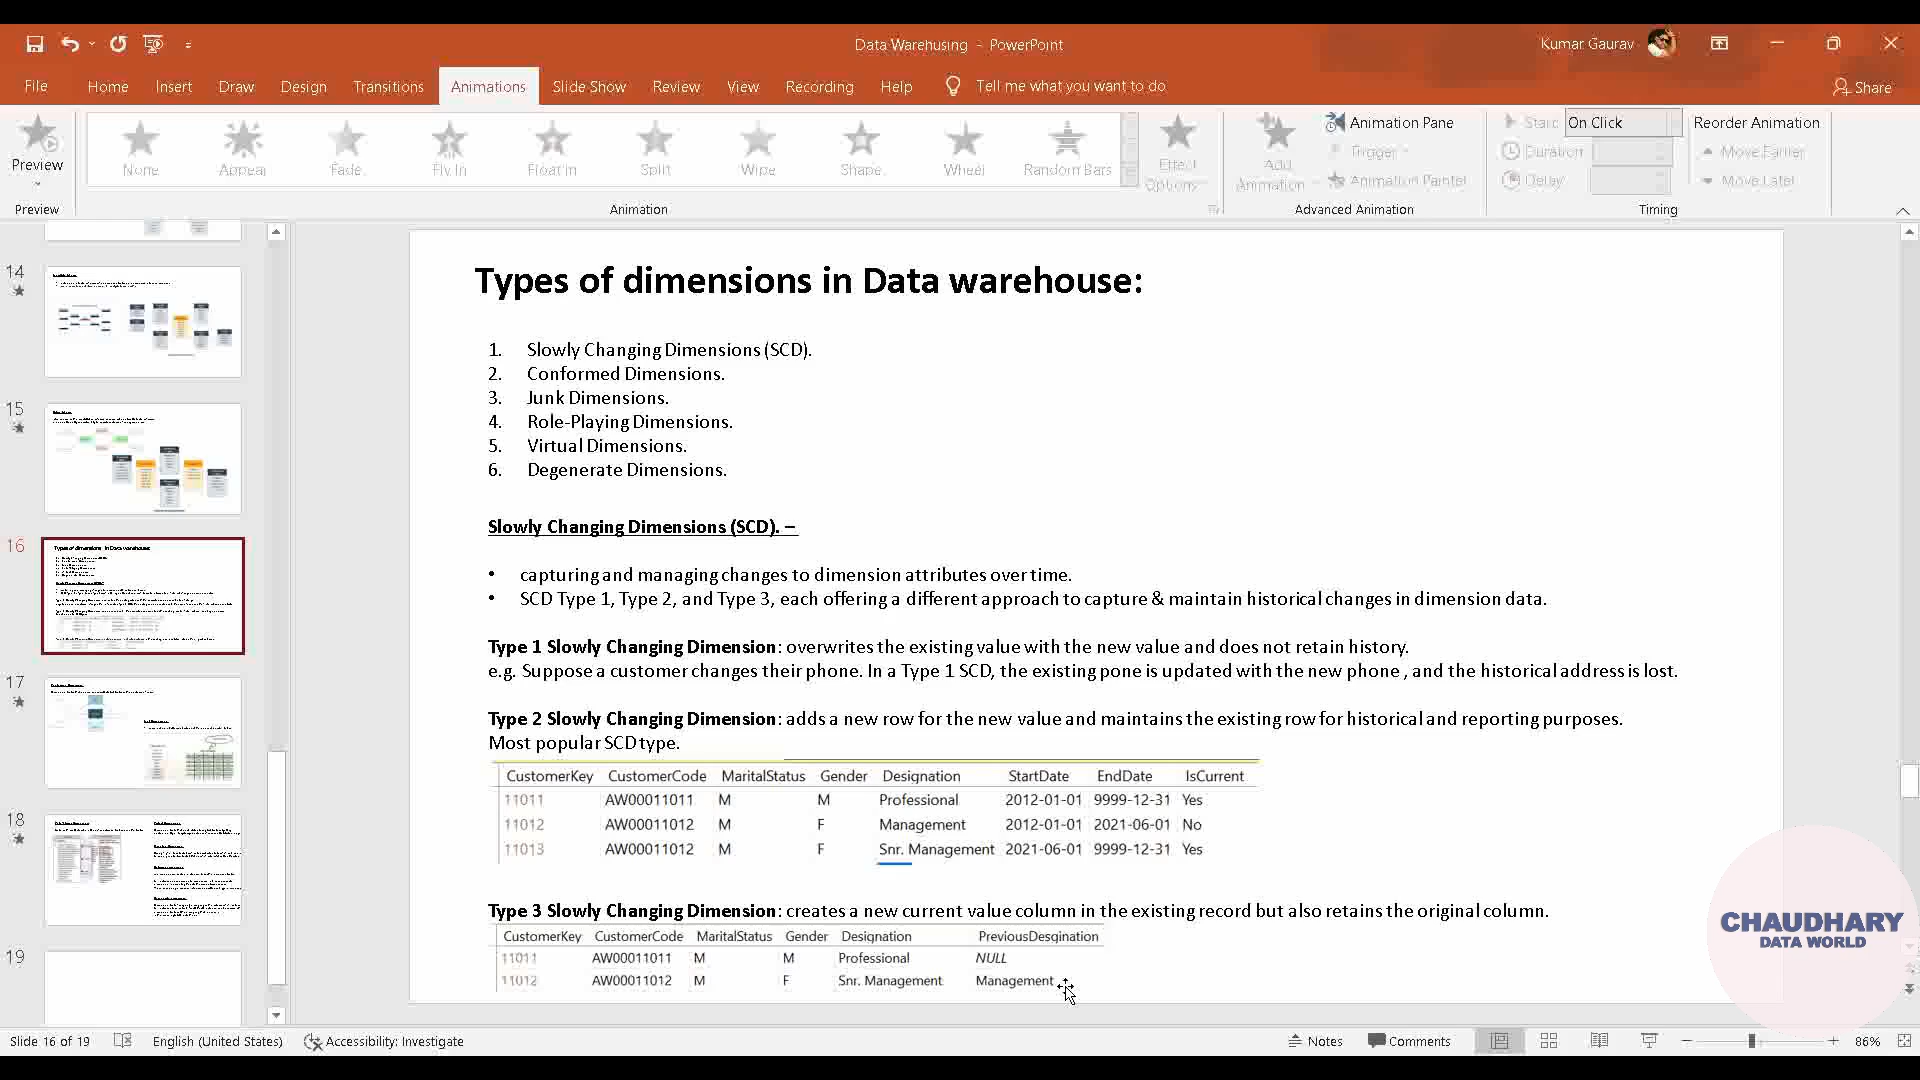 Data Warehusing - PowerPoint
Kumar Gaurav
File Home Insert Draw Design Transitions Animations Slide Show Review View Recording Help Tell me what you want to do
Share
Preview
None Appear Fade Fly In Float In Split Wipe Shape Wheel Random Bars
Effect Options
Add Animation
Animation Pane
Trigger
Animation Painter
Start: On Click
Duration
Delay
Reorder Animation
Move Earlier
Move Later
Preview Animation Advanced Animation Timing
14
15
16
17
18
19
Types of dimensions in Data warehouse:
1. Slowly Changing Dimensions (SCD).
2. Conformed Dimensions.
3. Junk Dimensions.
4. Role-Playing Dimensions.
5. Virtual Dimensions.
6. Degenerate Dimensions.
Slowly Changing Dimensions (SCD). –
• capturing and managing changes to dimension attributes over time.
• SCD Type 1, Type 2, and Type 3, each offering a different approach to capture & maintain historical changes in dimension data.
Type 1 Slowly Changing Dimension: overwrites the existing value with the new value and does not retain history.
e.g. Suppose a customer changes their phone. In a Type 1 SCD, the existing pone is updated with the new phone , and the historical address is lost.
Type 2 Slowly Changing Dimension: adds a new row for the new value and maintains the existing row for historical and reporting purposes.
Most popular SCD type.
CustomerKey CustomerCode MaritalStatus Gender Designation StartDate EndDate IsCurrent
11011 AW00011011 M M Professional 2012-01-01 9999-12-31 Yes
11012 AW00011012 M F Management 2012-01-01 2021-06-01 No
11013 AW00011012 M F Snr. Management 2021-06-01 9999-12-31 Yes
Type 3 Slowly Changing Dimension: creates a new current value column in the existing record but also retains the original column.
CustomerKey CustomerCode MaritalStatus Gender Designation PreviousDesgination
11011 AW00011011 M M Professional NULL
11012 AW00011012 M F Snr. Management Management
CHAUDHARY
DATA WORLD
Slide 16 of 19 English (United States) Accessibility: Investigate Notes Comments 86%